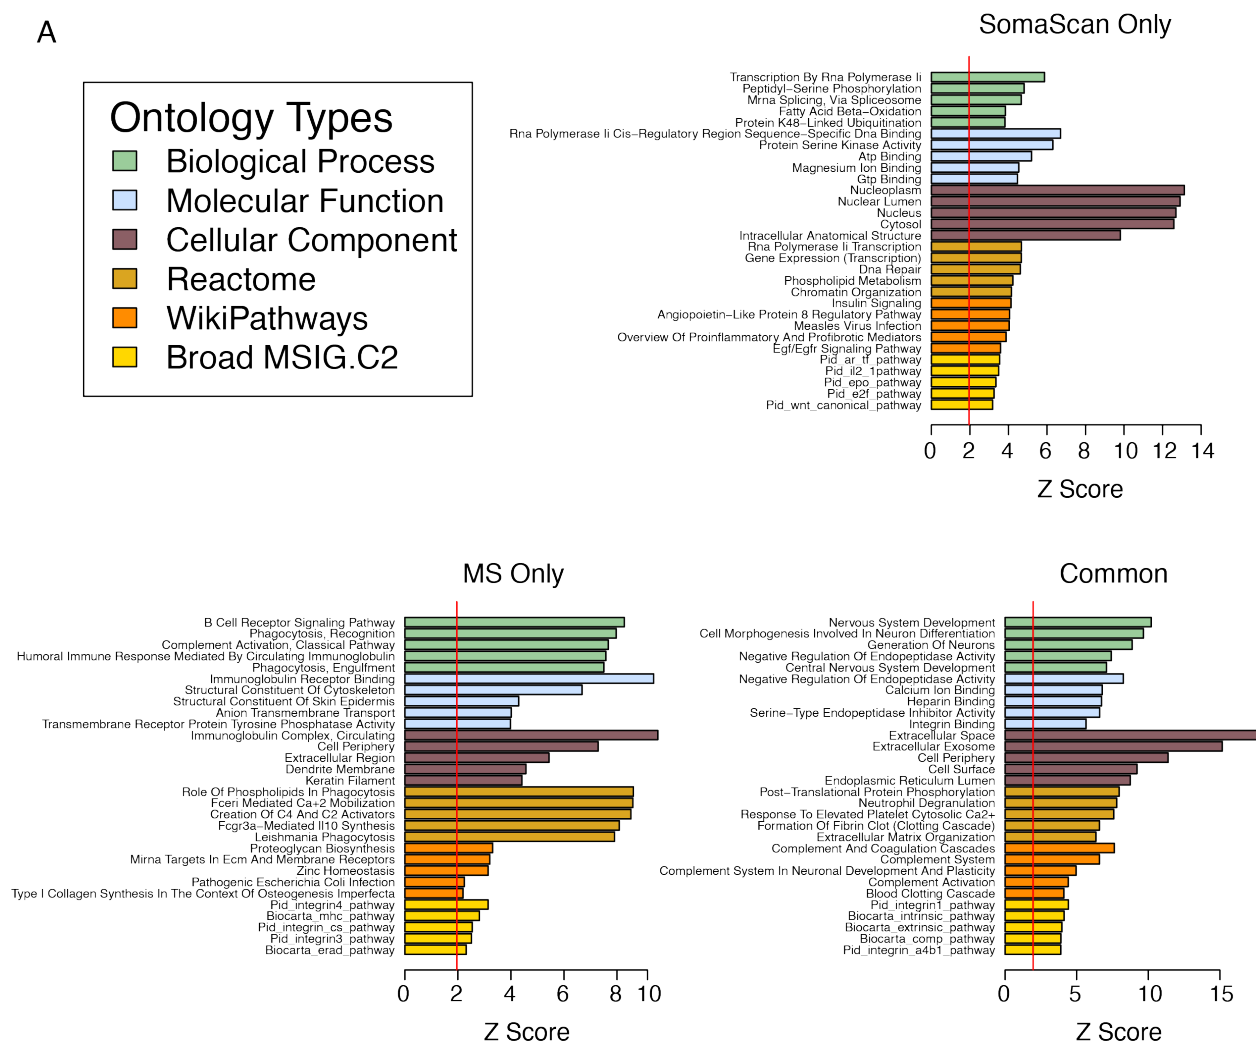 A
SomaScan Only
Ontology Types
Biological Process
Molecular Function
Cellular Component
Reactome
WikiPathways
Broad MSIG.C2
Transcription By Rna Polymerase Ii
Peptidyl-Serine Phosphorylation
Mrna Splicing, Via Spliceosome
Fatty Acid Beta-Oxidation
Protein K48-Linked Ubiquitination
Rna Polymerase Ii Cis-Regulatory Region Sequence-Specific Dna Binding
Protein Serine Kinase Activity
Atp Binding
Magnesium Ion Binding
Gtp Binding
Nucleoplasm
Nuclear Lumen
Nucleus
Cytosol
Intracellular Anatomical Structure
Rna Polymerase Ii Transcription
Gene Expression (Transcription)
Dna Repair
Phospholipid Metabolism
Chromatin Organization
Insulin Signaling
Angiopoietin-Like Protein 8 Regulatory Pathway
Measles Virus Infection
Overview Of Proinflammatory And Profibrotic Mediators
Egf/Egfr Signaling Pathway
Pid_ar_tf_pathway
Pid_il2_1pathway
Pid_epo_pathway
Pid_e2f_pathway
Pid_wnt_canonical_pathway
0 2 4 6 8 10 12 14
Z Score
MS Only
B Cell Receptor Signaling Pathway
Phagocytosis, Recognition
Complement Activation, Classical Pathway
Humoral Immune Response Mediated By Circulating Immunoglobulin
Phagocytosis, Engulfment
Immunoglobulin Receptor Binding
Structural Constituent Of Cytoskeleton
Structural Constituent Of Skin Epidermis
Anion Transmembrane Transport
Transmembrane Receptor Protein Tyrosine Phosphatase Activity
Immunoglobulin Complex, Circulating
Cell Periphery
Extracellular Region
Dendrite Membrane
Keratin Filament
Role Of Phospholipids In Phagocytosis
Fceri Mediated Ca+2 Mobilization
Creation Of C4 And C2 Activators
Fcgr3a-Mediated Il10 Synthesis
Leishmania Phagocytosis
Proteoglycan Biosynthesis
Mirna Targets In Ecm And Membrane Receptors
Zinc Homeostasis
Pathogenic Escherichia Coli Infection
Type I Collagen Synthesis In The Context Of Osteogenesis Imperfecta
Pid_integrin4_pathway
Biocarta_mhc_pathway
Pid_integrin_cs_pathway
Pid_integrin3_pathway
Biocarta_erad_pathway
0 2 4 6 8 10
Z Score
Common
Nervous System Development
Cell Morphogenesis Involved In Neuron Differentiation
Generation Of Neurons
Negative Regulation Of Endopeptidase Activity
Central Nervous System Development
Negative Regulation Of Endopeptidase Activity
Calcium Ion Binding
Heparin Binding
Serine-Type Endopeptidase Inhibitor Activity
Integrin Binding
Extracellular Space
Extracellular Exosome
Cell Periphery
Cell Surface
Endoplasmic Reticulum Lumen
Post-Translational Protein Phosphorylation
Neutrophil Degranulation
Response To Elevated Platelet Cytosolic Ca2+
Formation Of Fibrin Clot (Clotting Cascade)
Extracellular Matrix Organization
Complement And Coagulation Cascades
Complement System
Complement System In Neuronal Development And Plasticity
Complement Activation
Blood Clotting Cascade
Pid_integrin1_pathway
Biocarta_intrinsic_pathway
Biocarta_extrinsic_pathway
Biocarta_comp_pathway
Pid_integrin_a4b1_pathway
0 5 10 15
Z Score